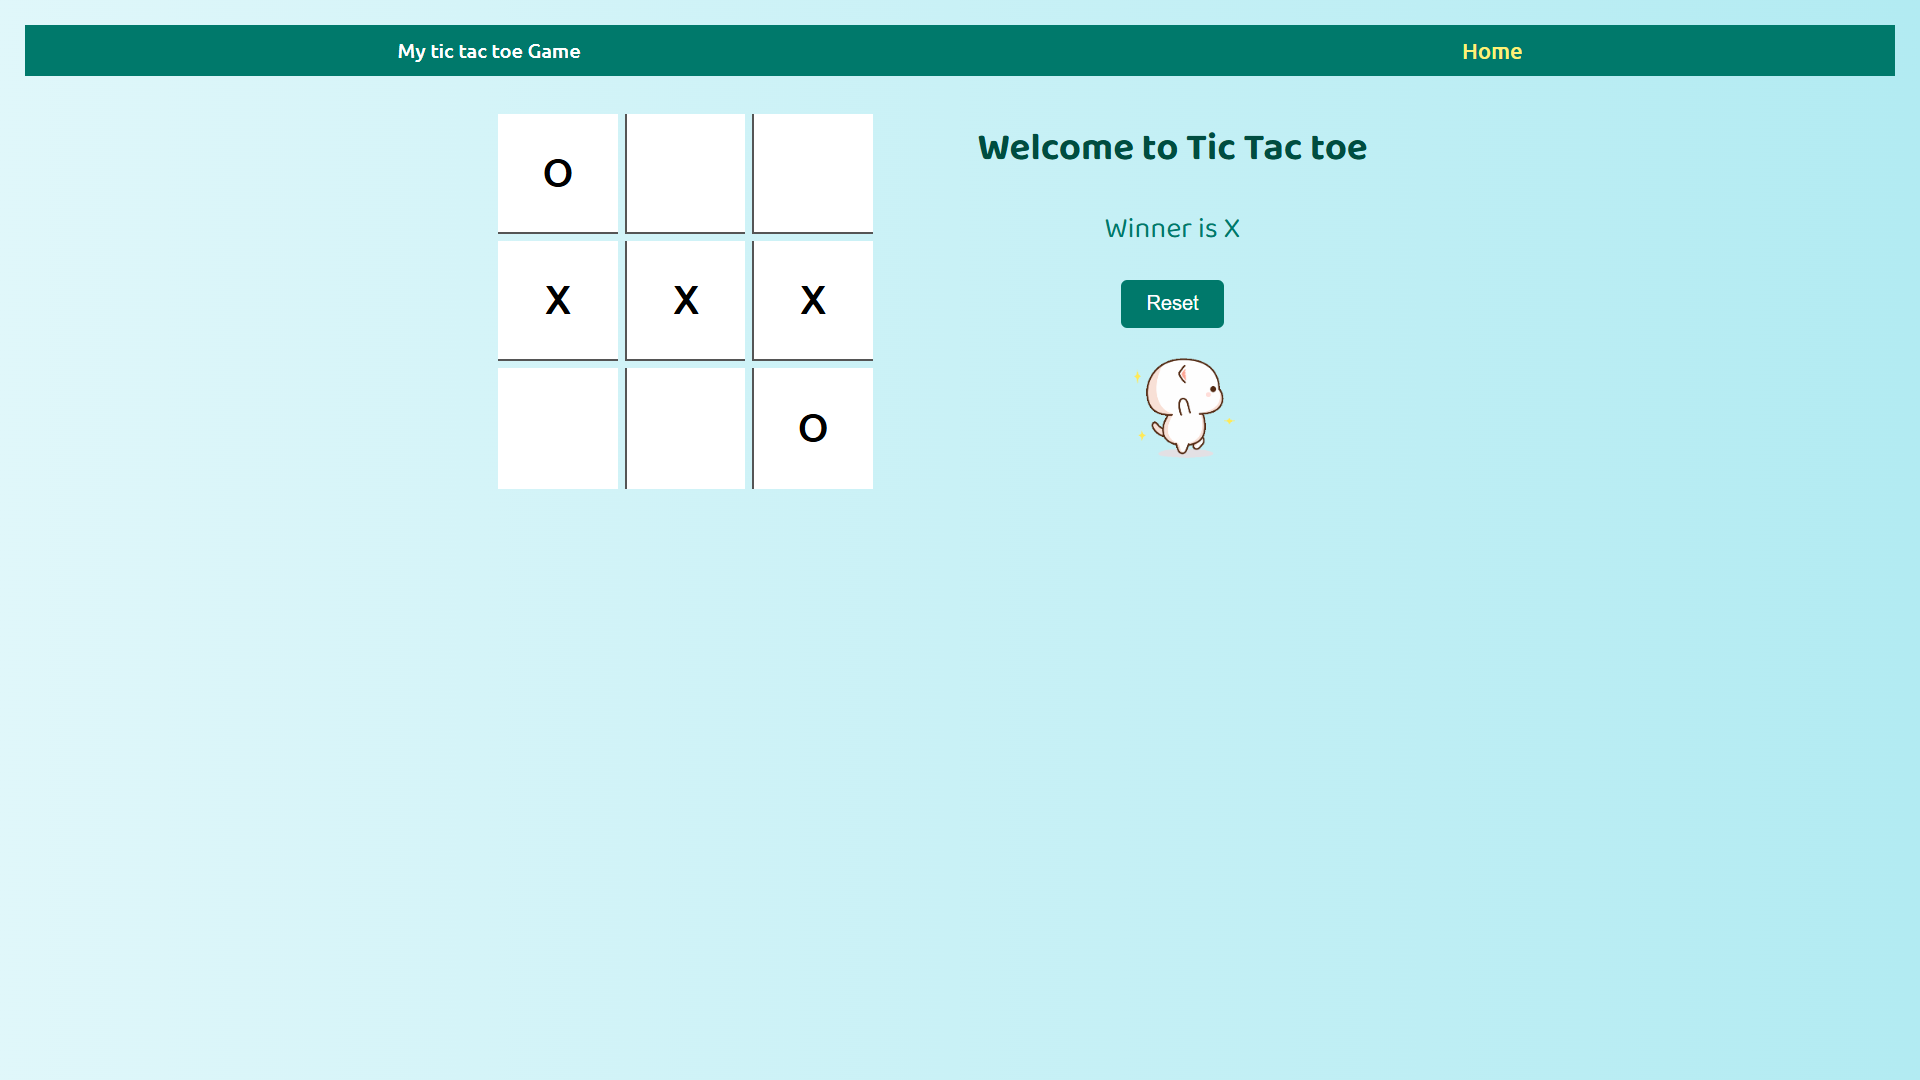 My tic tac toe Game
Home
O
X X X
O
Welcome to Tic Tac toe
Winner is X
Reset